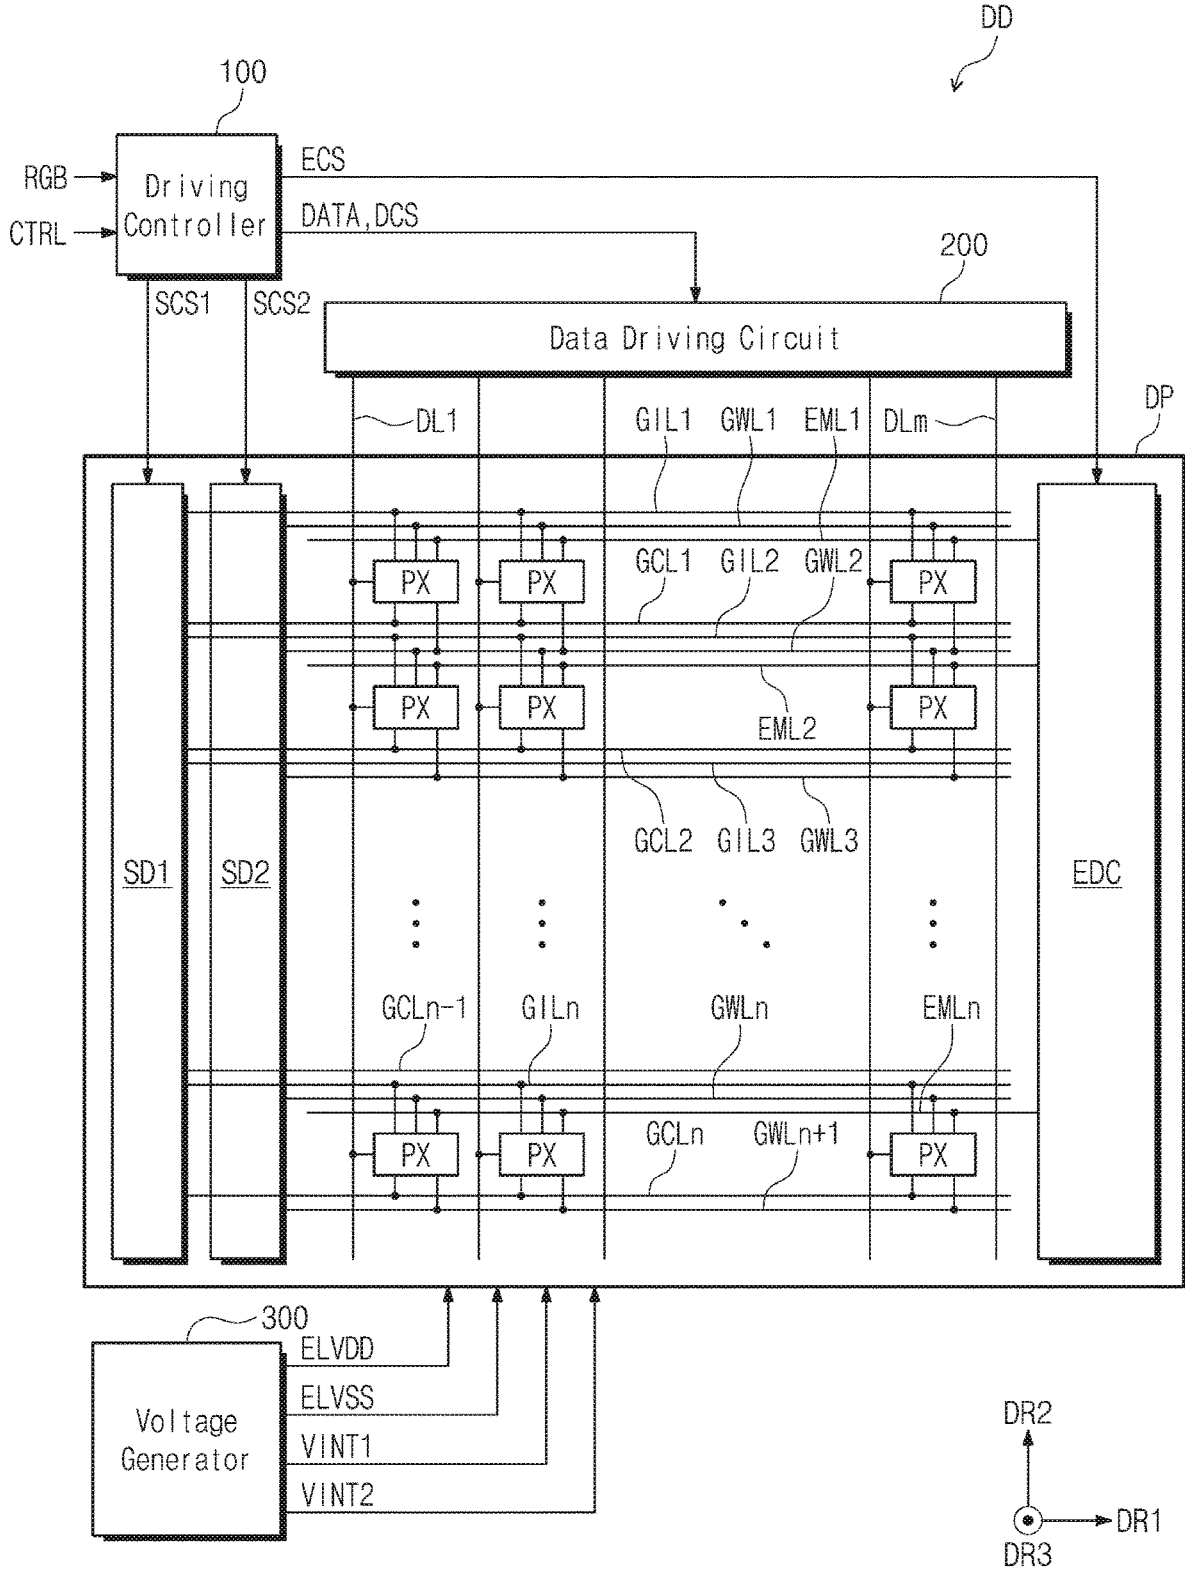 DD
100
ECS
RGB
Driving
Controller
DATA,DCS
CTRL
200
SCS1
SCS2
Data Driving Circuit
DP
DL1
GIL1
GWL1
EML1
DLm
PX
PX
GCL1
GIL2
GWL2
PX
PX
PX
EML2
PX
GCL2
GIL3
GWL3
SD1
SD2
EDC
GCLn-1
GILn
GWLn
EMLn
PX
PX
GCLn
GWLn+1
PX
300
ELVDD
ELVSS
Voltage
Generator
VINT1
VINT2
DR2
DR1
DR3